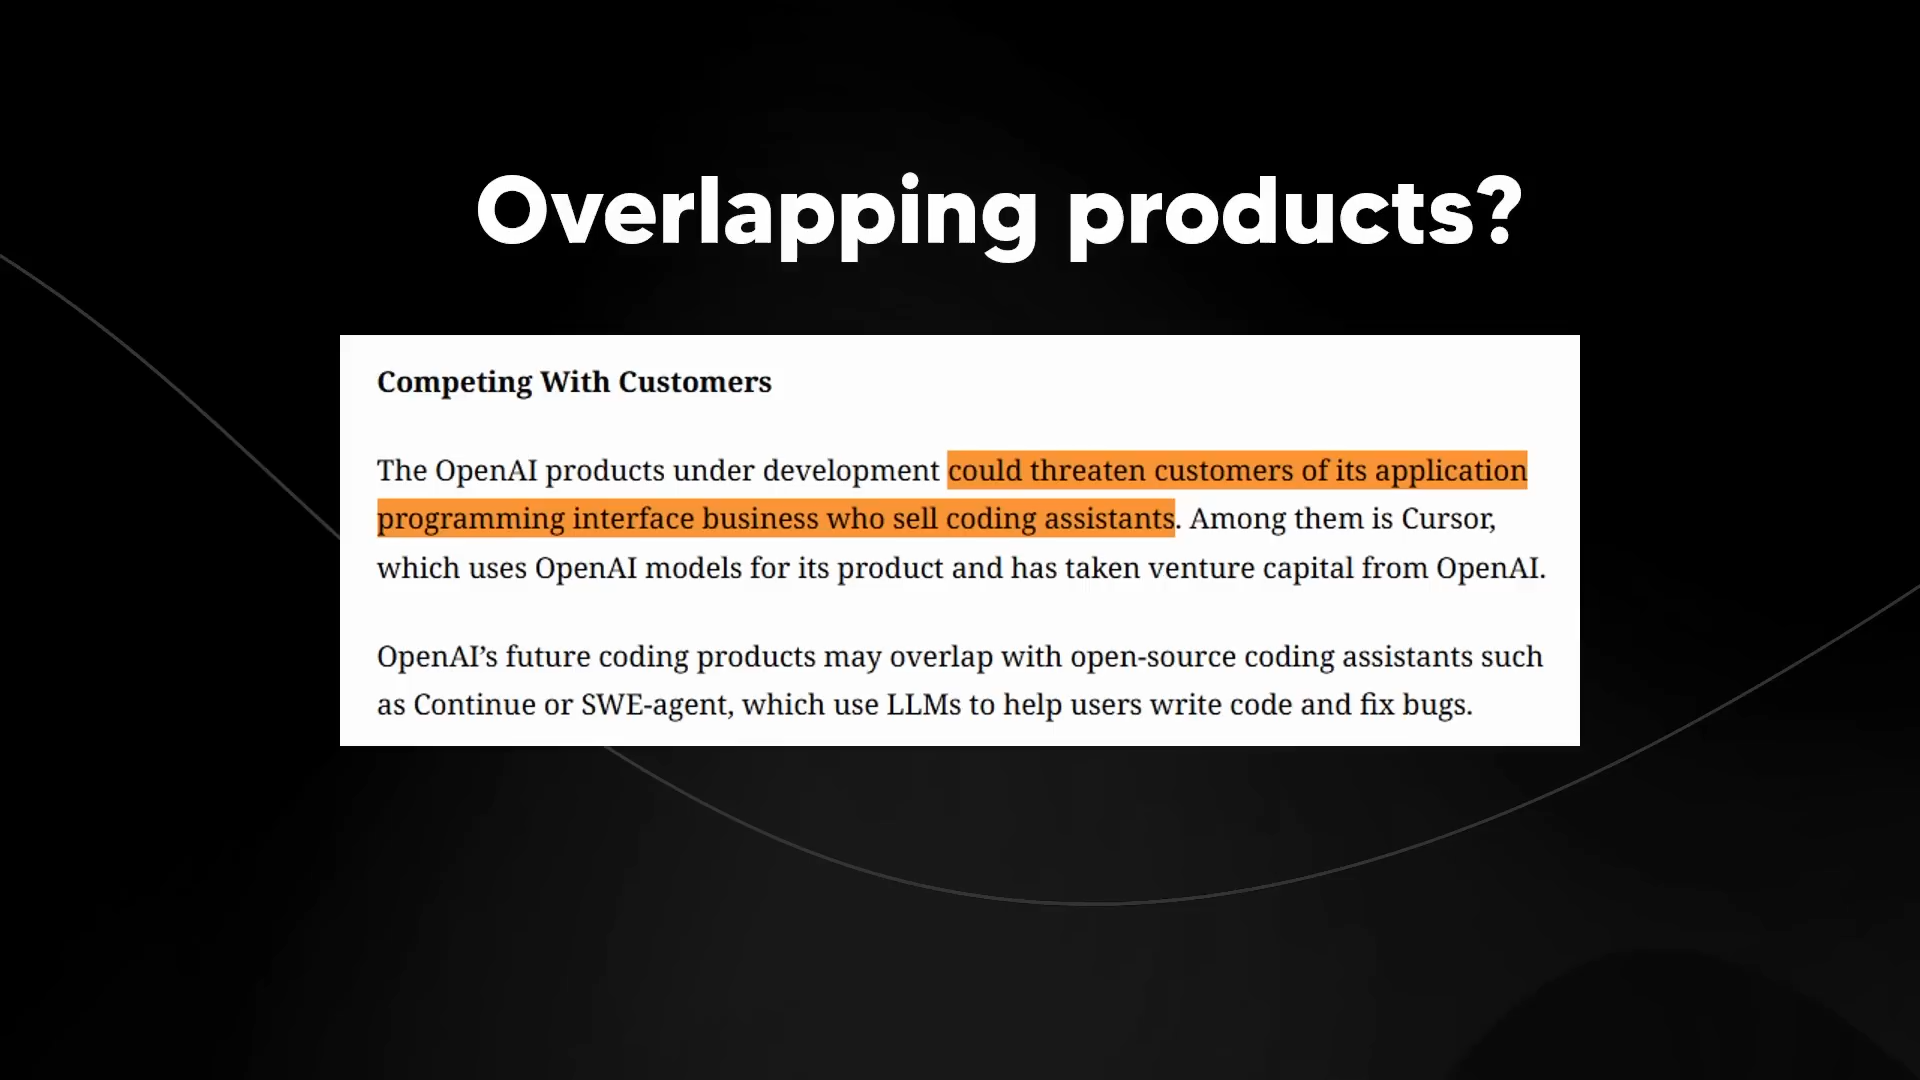 Overlapping products?
Competing With Customers
The OpenAI products under development could threaten customers of its application
programming interface business who sell coding assistants. Among them is Cursor,
which uses OpenAI models for its product and has taken venture capital from OpenAI.
OpenAI’s future coding products may overlap with open-source coding assistants such
as Continue or SWE-agent, which use LLMs to help users write code and fix bugs.